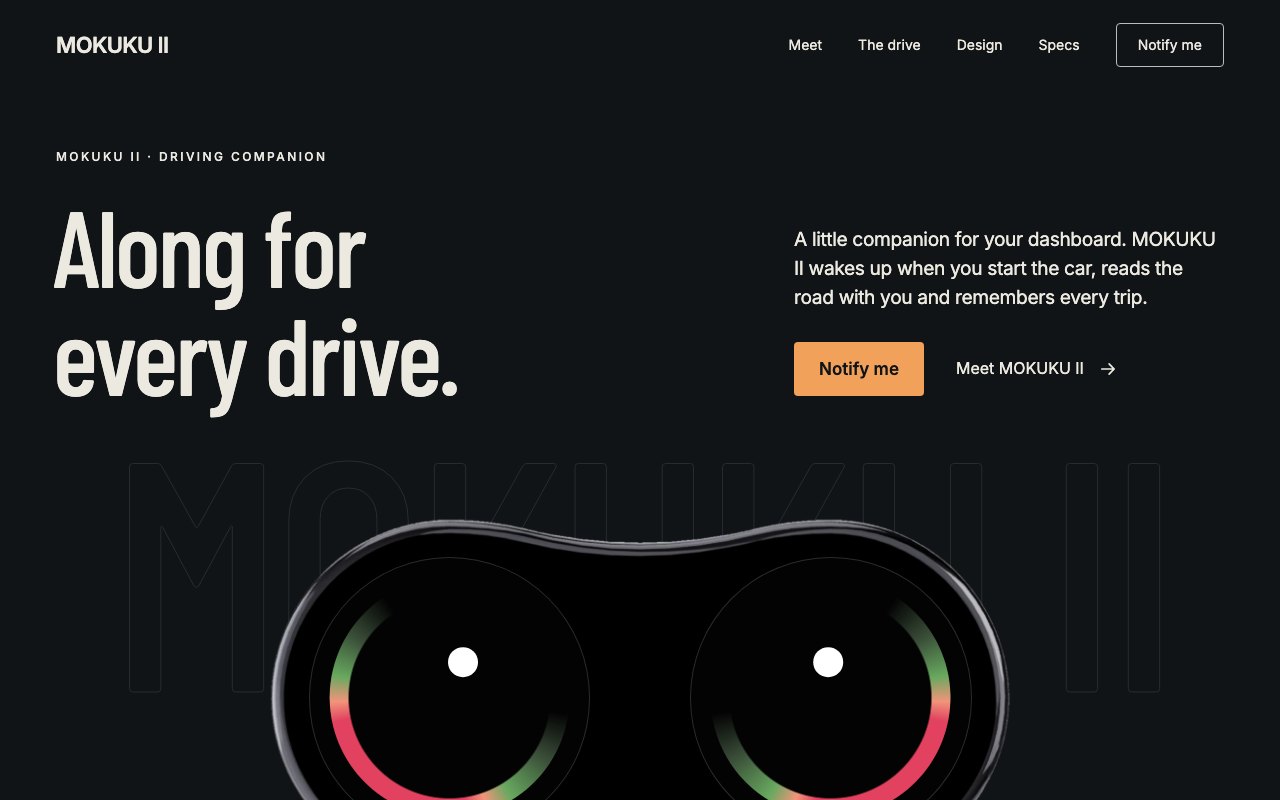 MOKUKU II
Meet
The drive
Design
Specs
Notify me
MOKUKU II · DRIVING COMPANION
Along for
every drive.
A little companion for your dashboard. MOKUKU
II wakes up when you start the car, reads the
road with you and remembers every trip.
Notify me
Meet MOKUKU II →
MOKUKU II